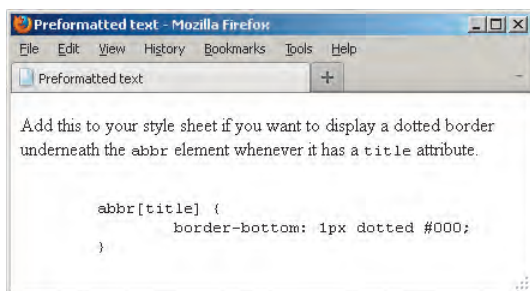 Preformatted text - Mozilla Firefox
File Edit View History Bookmarks Tools Help
Preformatted text
Add this to your style sheet if you want to display a dotted border
underneath the abbr element whenever it has a title attribute.
abbr[title] {
border-bottom: 1px dotted #000;
}